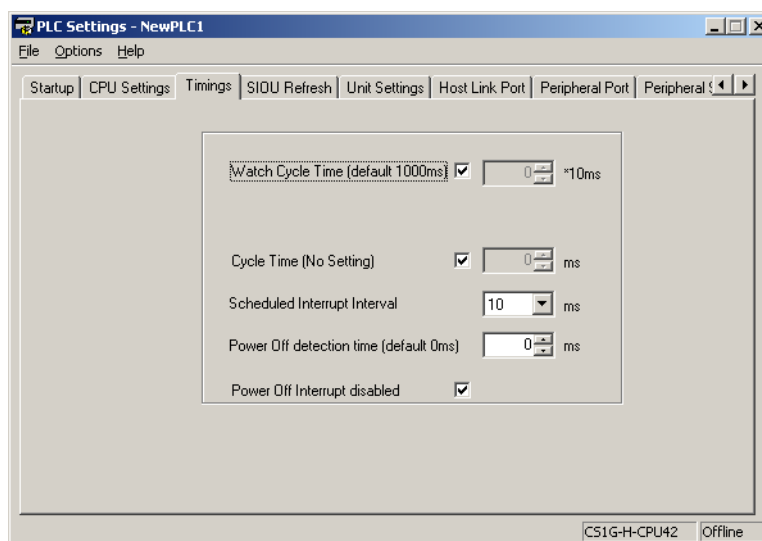 PLC Settings - NewPLC1
File Options Help
Startup CPU Settings Timings SIOU Refresh Unit Settings Host Link Port Peripheral Port Peripheral
Watch Cycle Time (default 1000ms) 0 *10ms
Cycle Time (No Setting) 0 ms
Scheduled Interrupt Interval 10 ms
Power Off detection time (default 0ms) 0 ms
Power Off Interrupt disabled
CS1G-H-CPU42 Offline